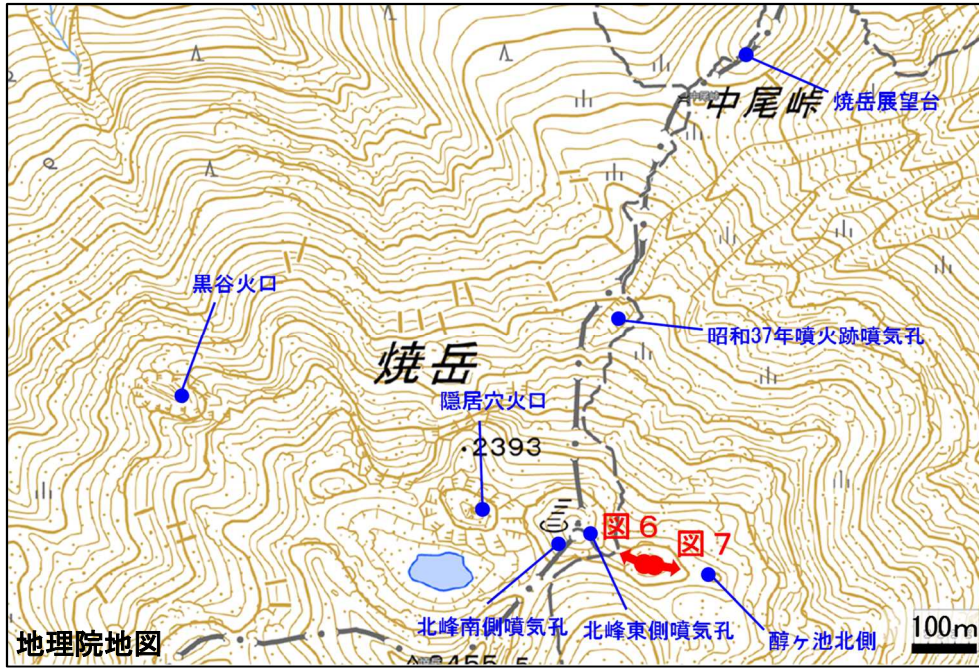 中尾峠
焼岳展望台
黒谷火口
昭和37年噴火跡噴気孔
焼岳
隠居穴火口
・2393
図6
図7
北峰南側噴気孔
北峰東側噴気孔
醇ヶ池北側
地理院地図
100m